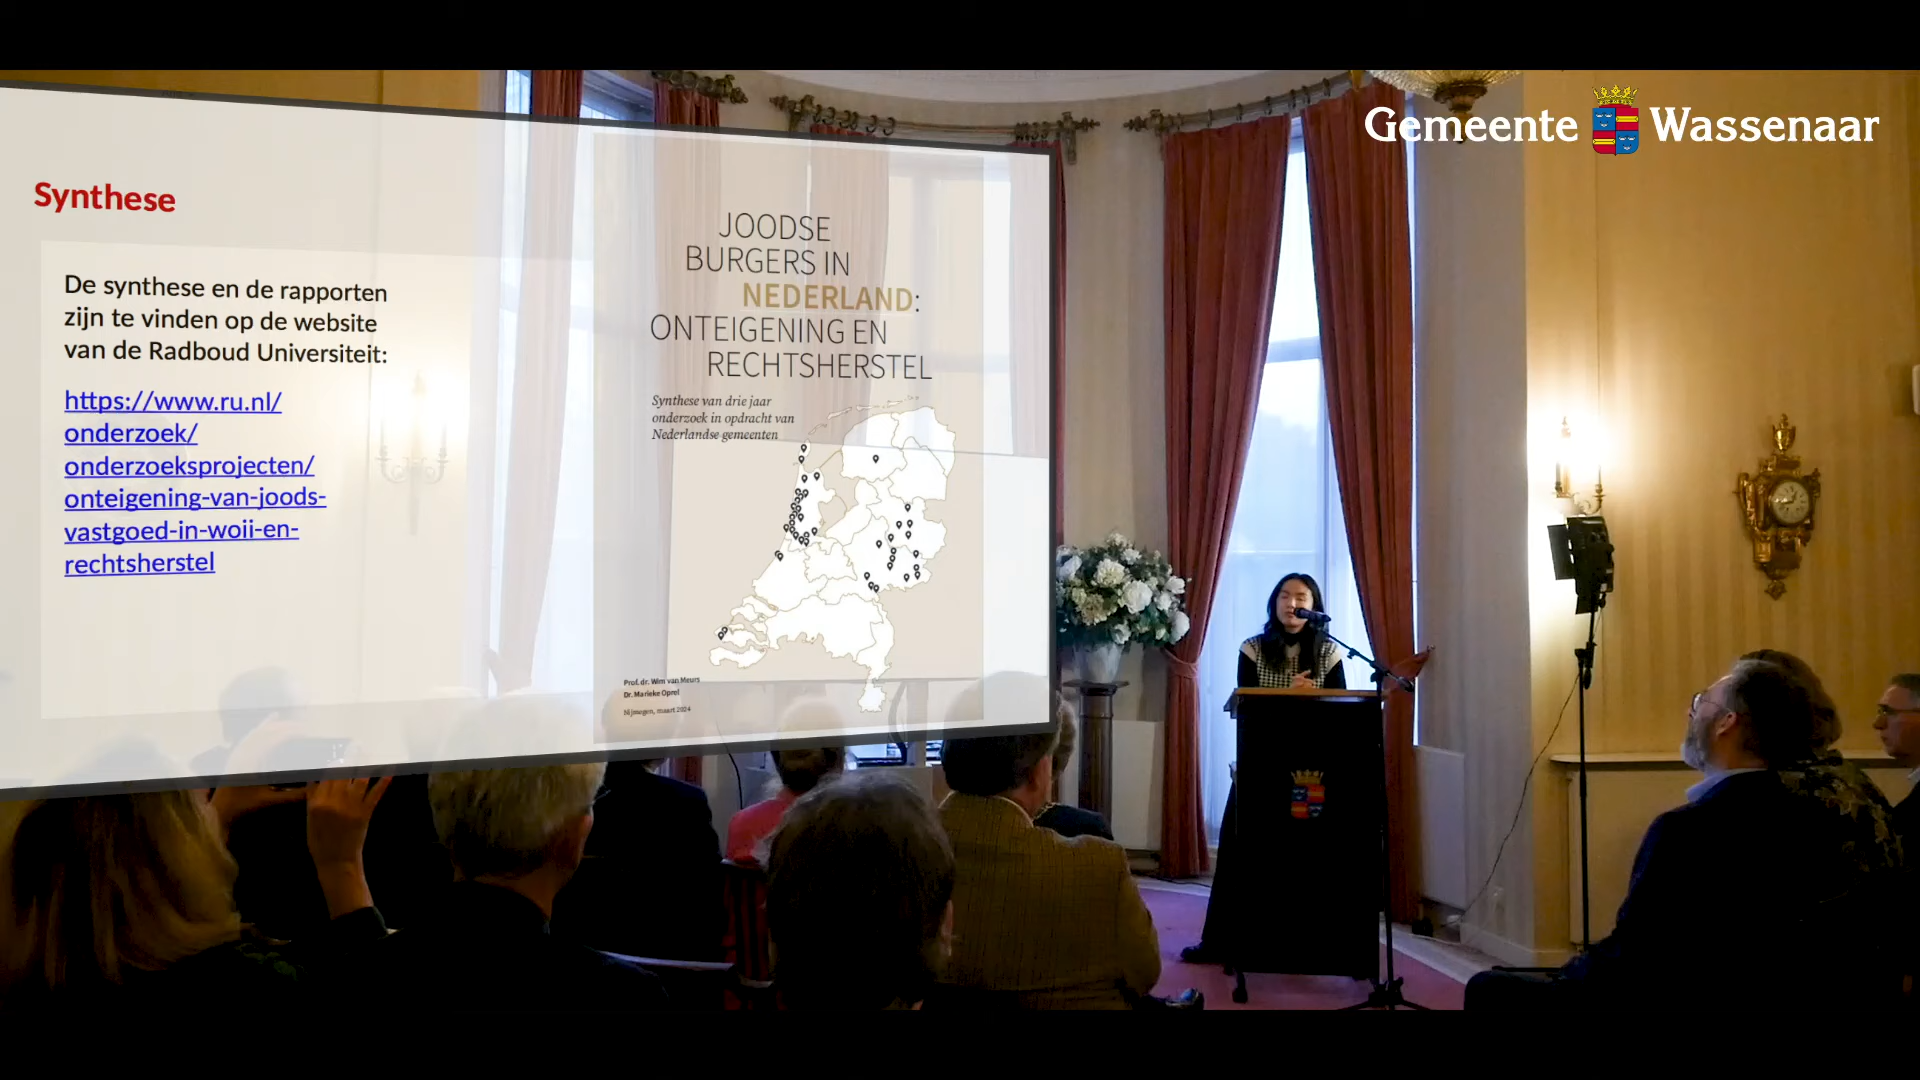 Gemeente Wassenaar
Synthese
De synthese en de rapporten
zijn te vinden op de website
van de Radboud Universiteit:
https://www.ru.nl/
onderzoek/
onderzoeksprojecten/
onteigening-van-joods-
vastgoed-in-woii-en-
rechtsherstel
JOODSE
BURGERS IN
NEDERLAND:
ONTEIGENING EN
RECHTSHERSTEL
Synthese van drie jaar
onderzoek in opdracht van
Nederlandse gemeenten
Prof. dr. Wim van Meurs
Dr. Marieke Oprel
Nijmegen, maart 2024